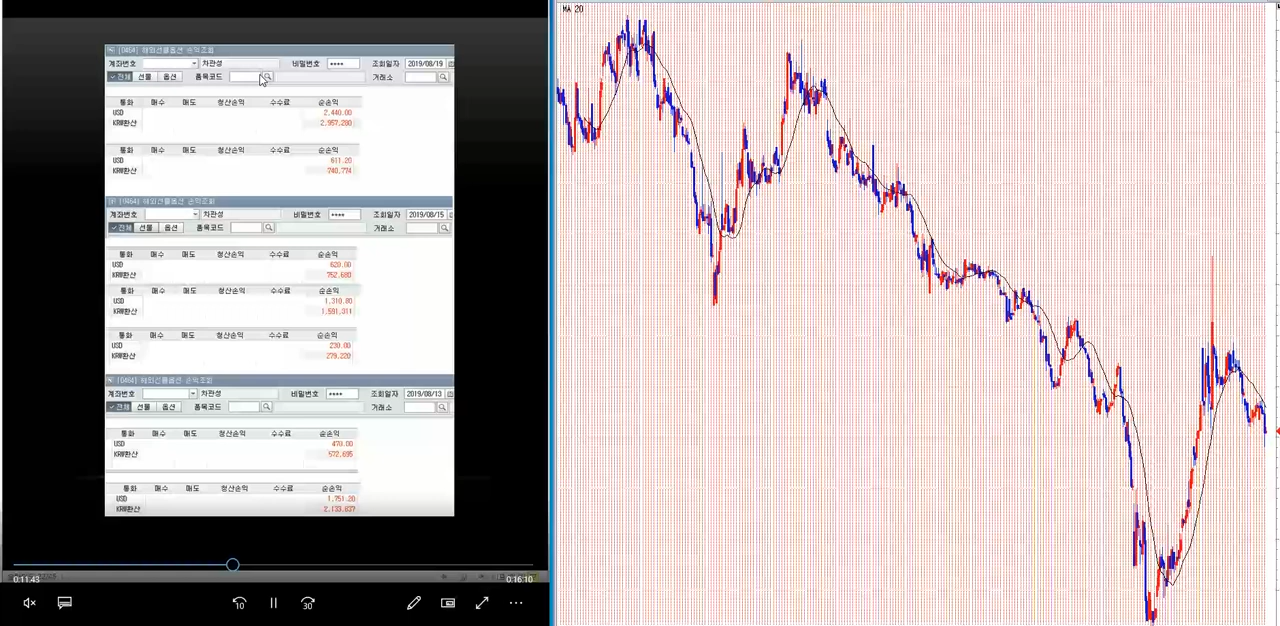 MA 20
[0464] 해외선물옵션 손익조회
계좌번호 차관성 비밀번호 **** 조회일자 2019/08/19
✓전체 선물 옵션 품목코드 거래소
통화 매수 매도 청산손익 수수료 순손익
USD 2,440.00
KRW환산 2,957,280
통화 매수 매도 청산손익 수수료 순손익
USD 611.20
KRW환산 740,774
[0464] 해외선물옵션 손익조회
계좌번호 차관성 비밀번호 **** 조회일자 2019/08/15
✓전체 선물 옵션 품목코드 거래소
통화 매수 매도 청산손익 수수료 순손익
USD 620.00
KRW환산 752,680
통화 매수 매도 청산손익 수수료 순손익
USD 1,310.80
KRW환산 1,591,311
통화 매수 매도 청산손익 수수료 순손익
USD 230.00
KRW환산 279,220
[0464] 해외선물옵션 손익조회
계좌번호 차관성 비밀번호 **** 조회일자 2019/08/13
✓전체 선물 옵션 품목코드 거래소
통화 매수 매도 청산손익 수수료 순손익
USD 470.00
KRW환산 572,695
통화 매수 매도 청산손익 수수료 순손익
USD 1,751.20
KRW환산 2,133,837
0:11:43 0:16:10
10 30